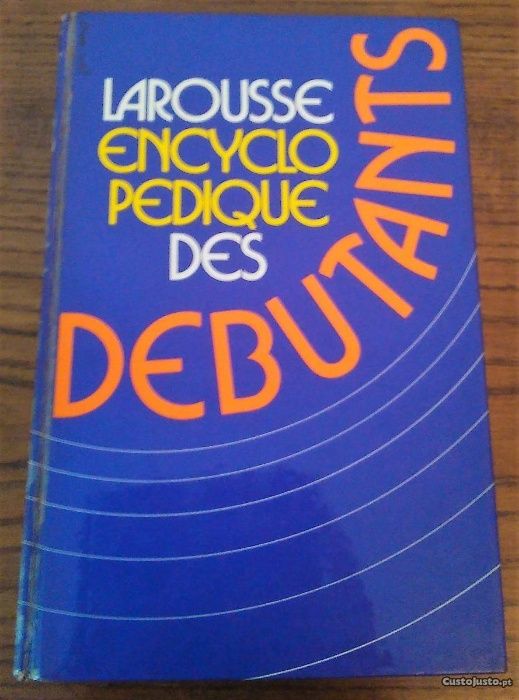 LAROUSSE
ENCYCLO
PEDIQUE
DES
DEBUTANTS
CustoJusto.pt